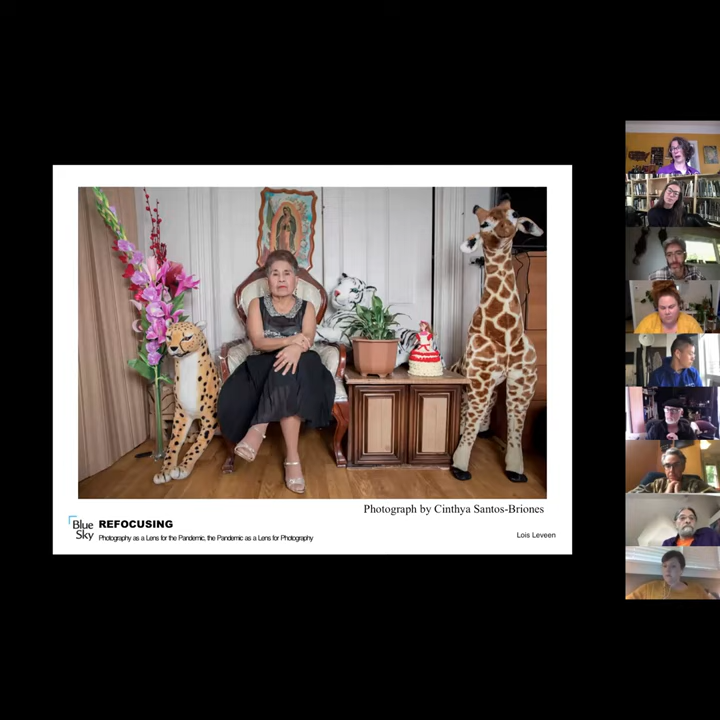 Photograph by Cinthya Santos-Briones
Blue
Sky
REFOCUSING
Photography as a Lens for the Pandemic, the Pandemic as a Lens for Photography
Lois Leveen